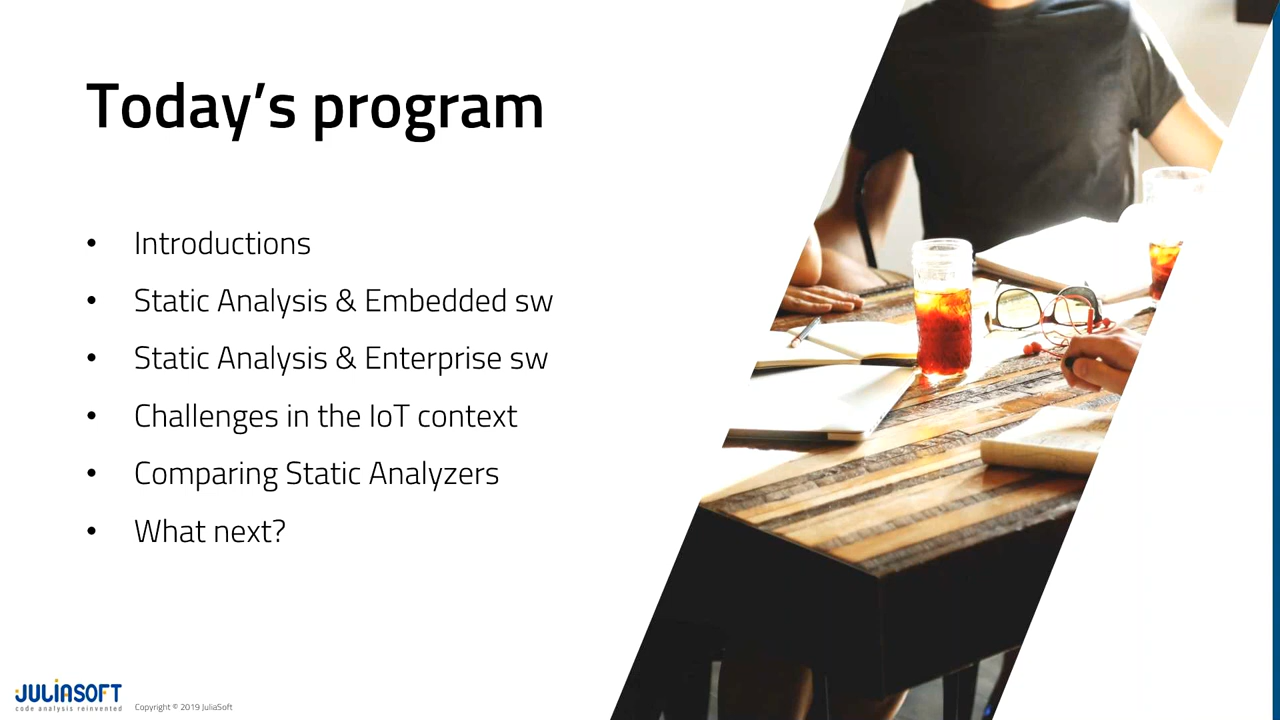 Today’s program
• Introductions
• Static Analysis & Embedded sw
• Static Analysis & Enterprise sw
• Challenges in the IoT context
• Comparing Static Analyzers
• What next?
JULIASOFT
code analysis reinvented
Copyright © 2019 JuliaSoft